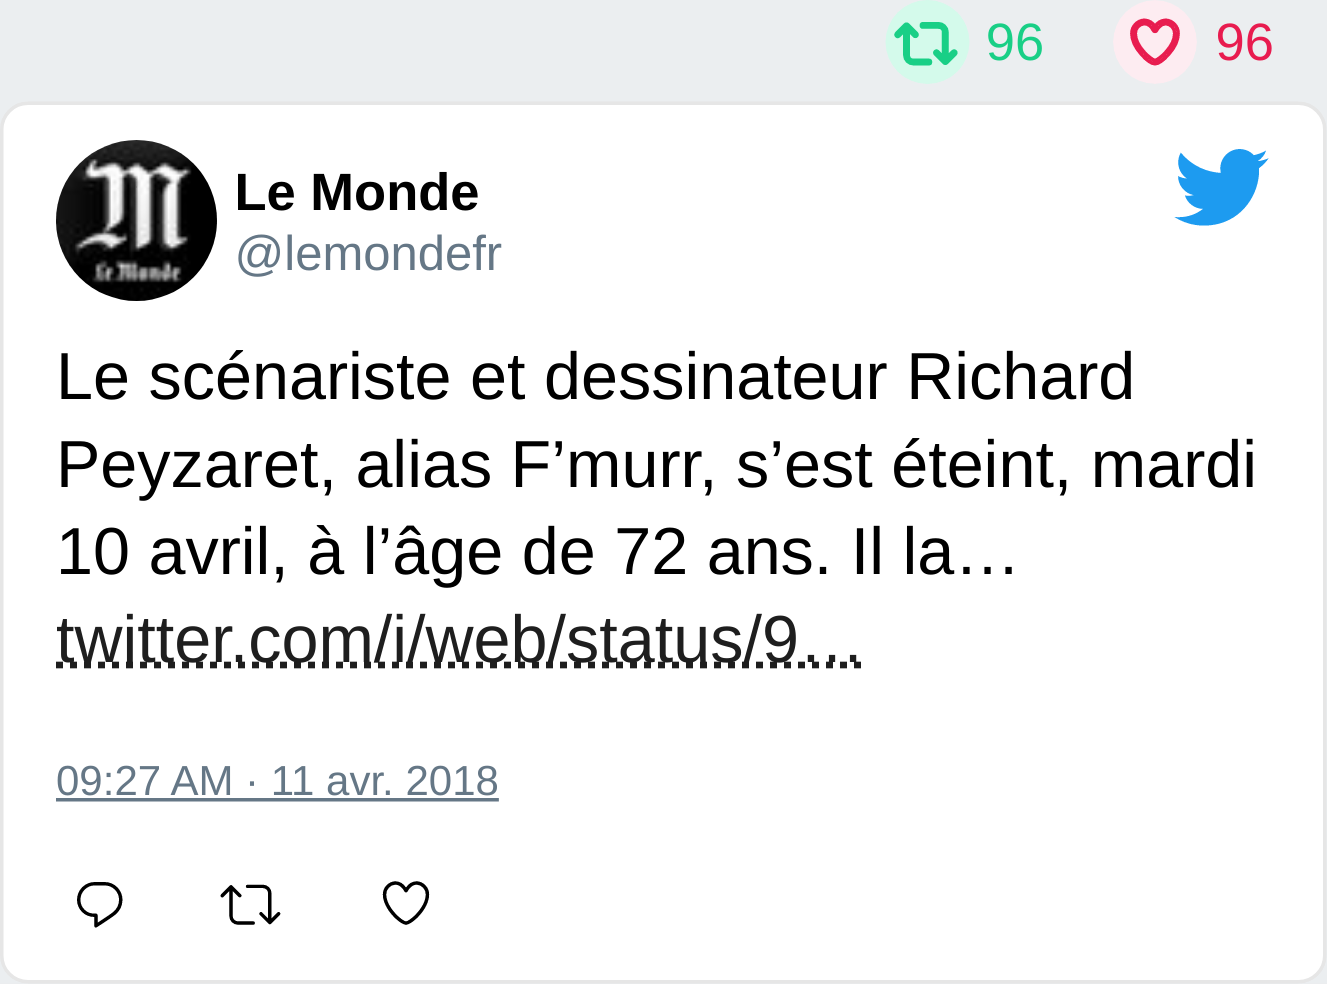 96 96
Le Monde
Le Monde
@lemondefr
Le scénariste et dessinateur Richard
Peyzaret, alias F’murr, s’est éteint, mardi
10 avril, à l’âge de 72 ans. Il la…
twitter.com/i/web/status/9…
09:27 AM · 11 avr. 2018